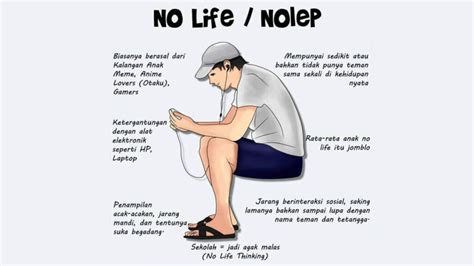 NO LiFe / NOLeP
Biasanya berasal dari
Kalangan Anak
Meme, Anime
Lovers (Otaku),
Gamers
Mempunyai sedikit atau
bahkan tidak punya teman
sama sekali di kehidupan
nyata
Ketergantungan
dengan alat
elektronik
seperti HP,
Laptop
Rata-rata anak no
life itu jomblo
Penampilan
acak-acakan, jarang
mandi, dan tentunya
suka begadang.
Jarang berinteraksi sosial, saking
lamanya bahkan sampai lupa dengan
nama teman dan tetangga.
Sekolah = jadi agak malas
(No Life Thinking)